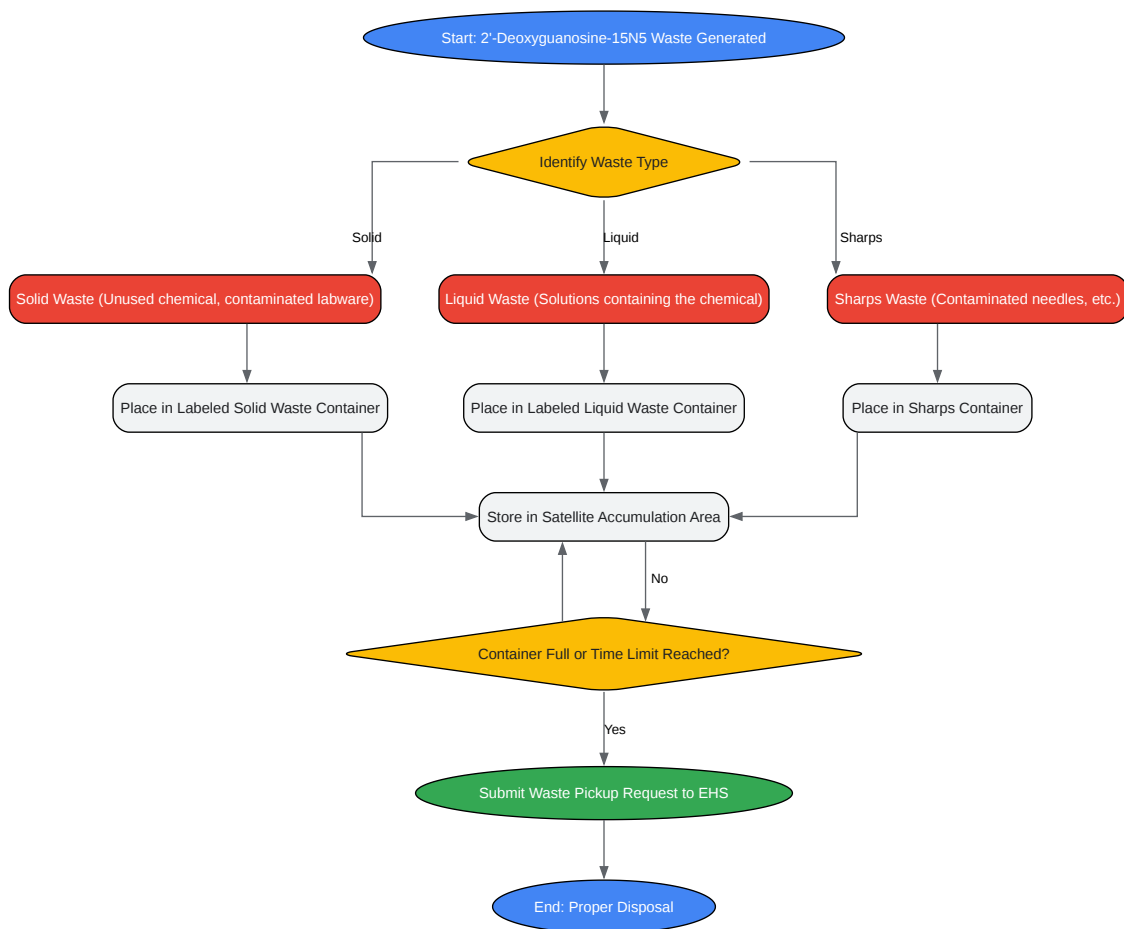 Start: 2'-Deoxyguanosine-15N5 Waste Generated
Identify Waste Type
Solid
Liquid
Sharps
Solid Waste (Unused chemical, contaminated labware)
Liquid Waste (Solutions containing the chemical)
Sharps Waste (Contaminated needles, etc.)
Place in Labeled Solid Waste Container
Place in Labeled Liquid Waste Container
Place in Sharps Container
Store in Satellite Accumulation Area
No
Container Full or Time Limit Reached?
Yes
Submit Waste Pickup Request to EHS
End: Proper Disposal